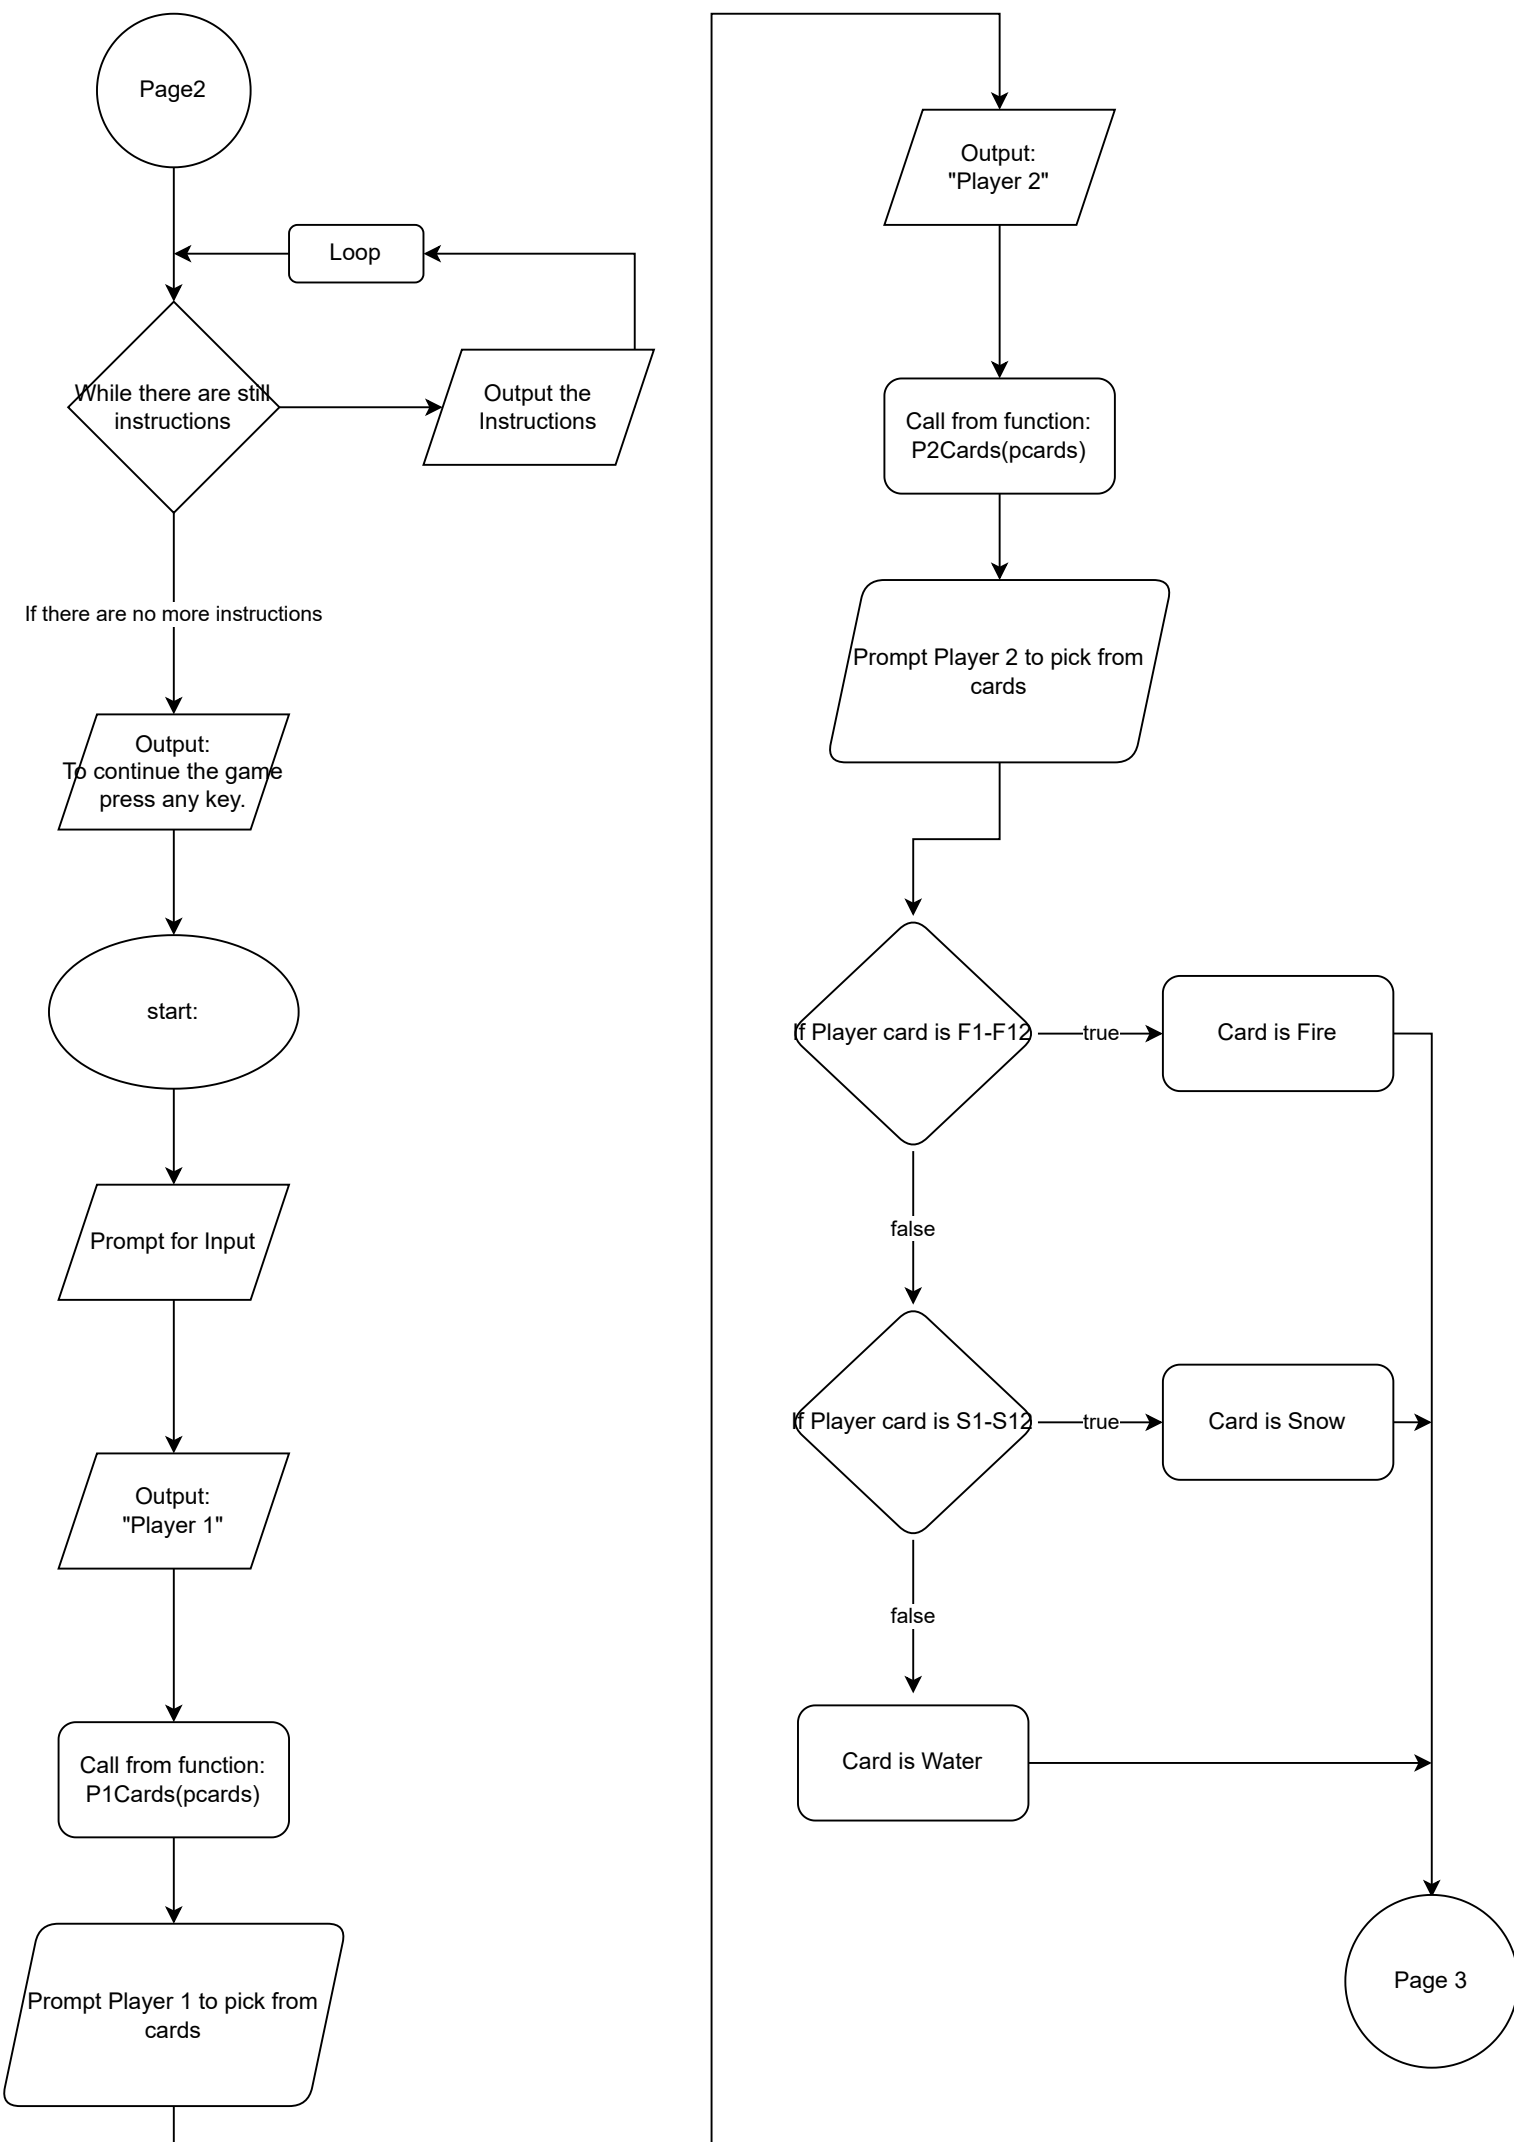 Page2
Loop
While there are still
instructions
Output the
Instructions
If there are no more instructions
Output:
To continue the game
press any key.
start:
Prompt for Input
Output:
"Player 1"
Call from function:
P1Cards(pcards)
Prompt Player 1 to pick from
cards
Output:
"Player 2"
Call from function:
P2Cards(pcards)
Prompt Player 2 to pick from
cards
If Player card is F1-F12
true
Card is Fire
false
If Player card is S1-S12
true
Card is Snow
false
Card is Water
Page 3